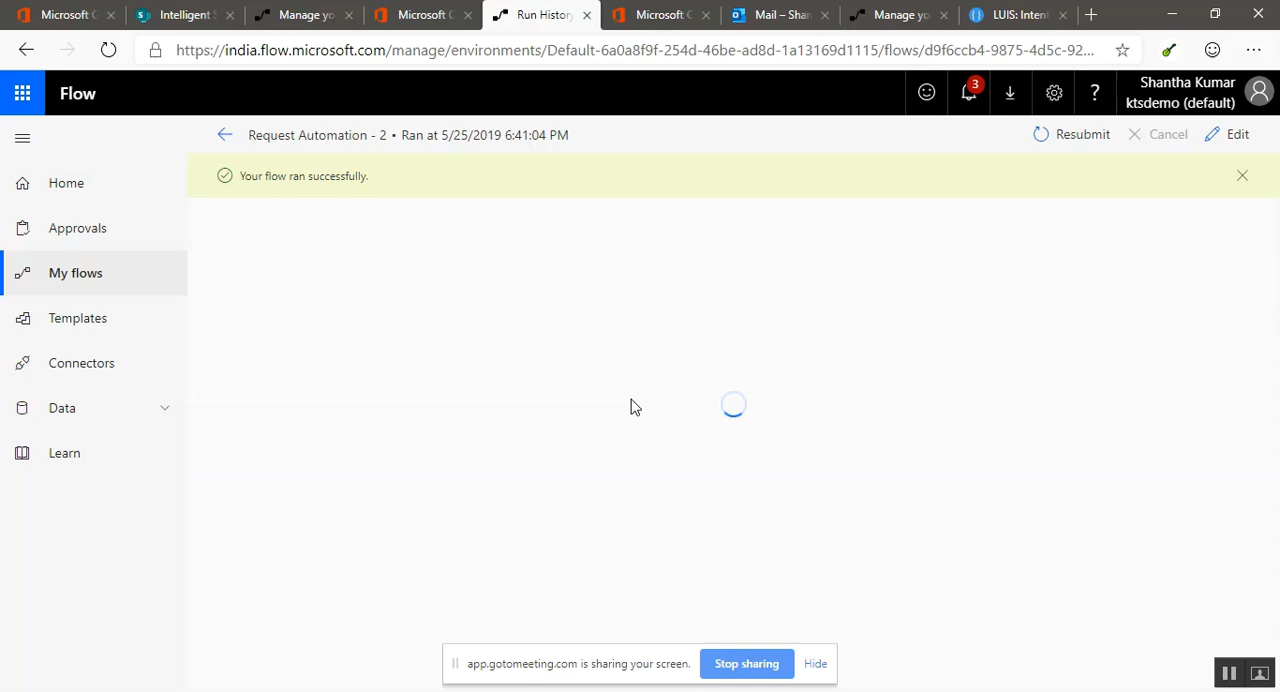 Microsoft C
Intelligent S
Manage yo
Microsoft C
Run History
Microsoft C
Mail – Shan
Manage yo
LUIS: Intent
https://india.flow.microsoft.com/manage/environments/Default-6a0a8f9f-254d-46be-ad8d-1a13169d1115/flows/d9f6ccb4-9875-4d5c-92...
Flow
3
?
Shantha Kumar
ktsdemo (default)
Request Automation - 2 • Ran at 5/25/2019 6:41:04 PM
Resubmit
Cancel
Edit
Your flow ran successfully.
Home
Approvals
My flows
Templates
Connectors
Data
Learn
app.gotomeeting.com is sharing your screen.
Stop sharing
Hide